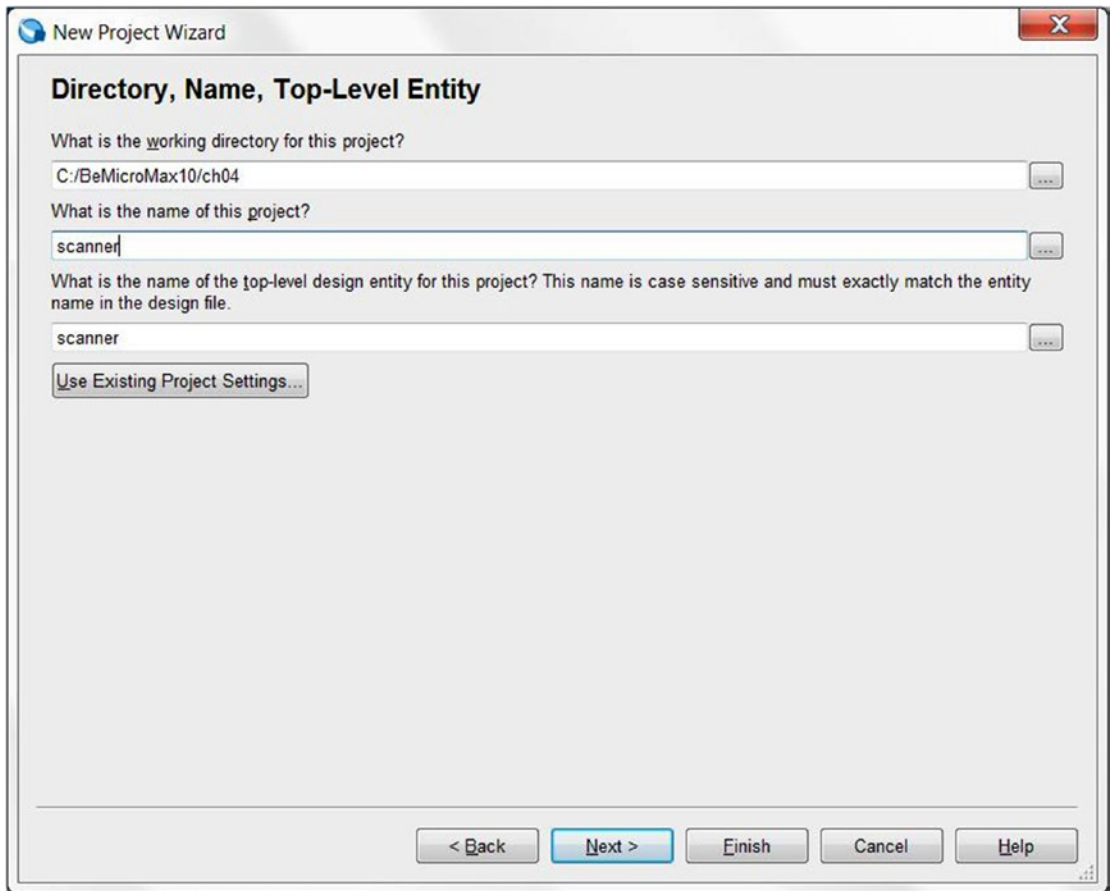 New Project Wizard
Directory, Name, Top-Level Entity
What is the working directory for this project?
C:/BeMicroMax10/ch04
...
What is the name of this project?
scanner
...
What is the name of the top-level design entity for this project? This name is case sensitive and must exactly match the entity
name in the design file.
scanner
...
Use Existing Project Settings...
< Back Next > Finish Cancel Help